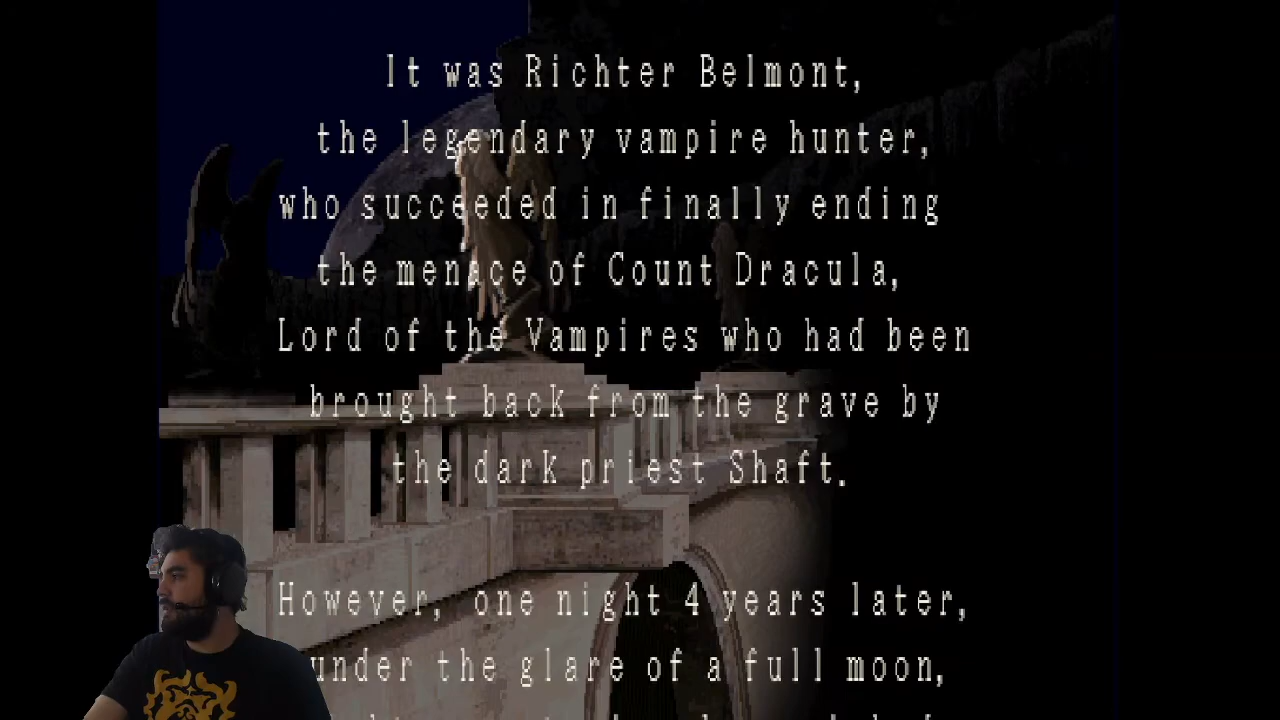 It was Richter Belmont,
the legendary vampire hunter,
who succeeded in finally ending
the menace of Count Dracula,
Lord of the Vampires who had been
brought back from the grave by
the dark priest Shaft.
However, one night 4 years later,
under the glare of a full moon,